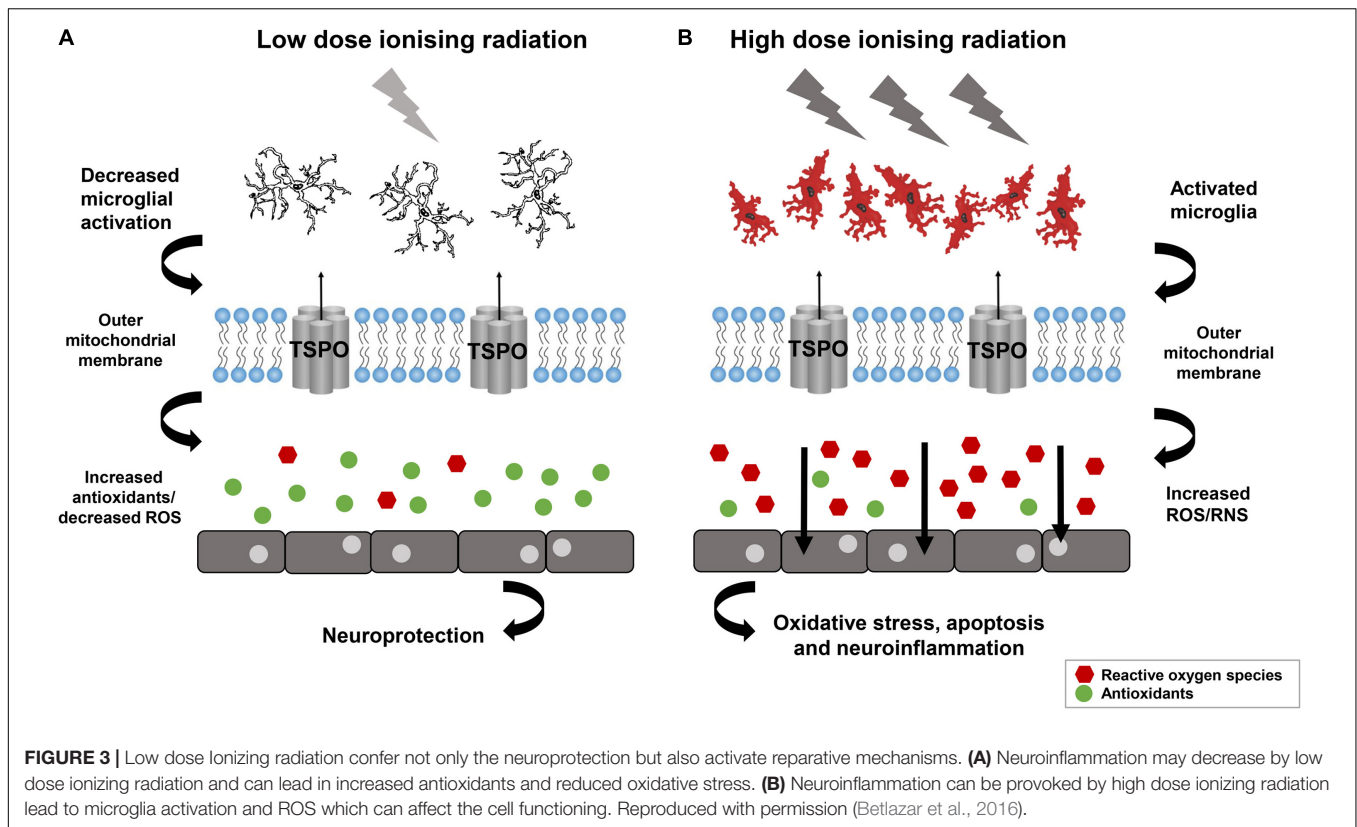 A
Low dose ionising radiation
Decreased
microglial
activation
Outer
mitochondrial
membrane
TSPO
TSPO
Increased
antioxidants/
decreased ROS
Neuroprotection
B
High dose ionising radiation
Activated
microglia
TSPO
TSPO
Outer
mitochondrial
membrane
Increased
ROS/RNS
Oxidative stress, apoptosis
and neuroinflammation
Reactive oxygen species
Antioxidants
FIGURE 3 | Low dose Ionizing radiation confer not only the neuroprotection but also activate reparative mechanisms. (A) Neuroinflammation may decrease by low
dose ionizing radiation and can lead in increased antioxidants and reduced oxidative stress. (B) Neuroinflammation can be provoked by high dose ionizing radiation
lead to microglia activation and ROS which can affect the cell functioning. Reproduced with permission (Betlazar et al., 2016).